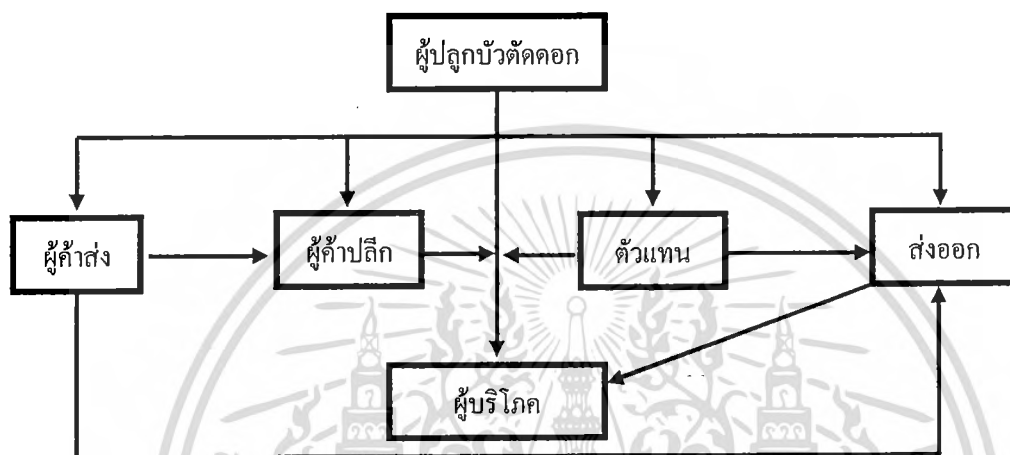 ผู้ปลูกบัวตัดดอก
ผู้ค้าส่ง
ผู้ค้าปลีก
ตัวแทน
ส่งออก
ผู้บริโภค